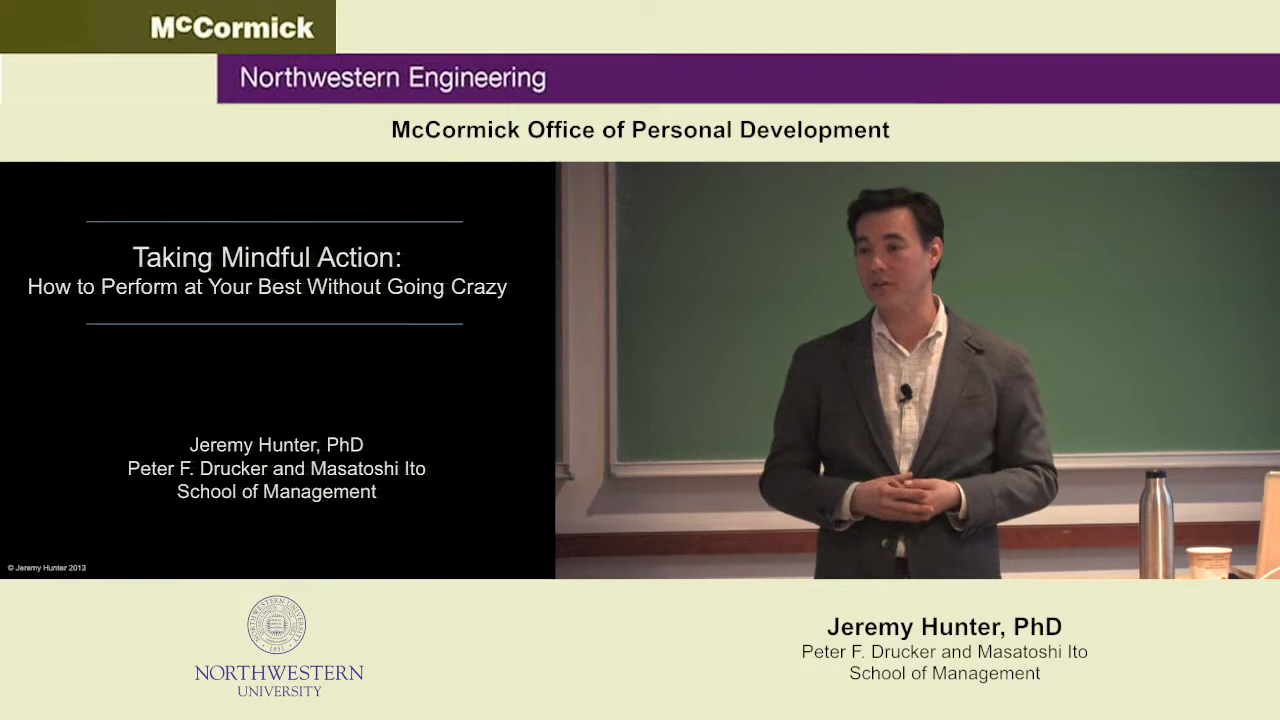 McCormick
Northwestern Engineering
McCormick Office of Personal Development
Taking Mindful Action:
How to Perform at Your Best Without Going Crazy
Jeremy Hunter, PhD
Peter F. Drucker and Masatoshi Ito
School of Management
© Jeremy Hunter 2013
NORTHWESTERN
UNIVERSITY
Jeremy Hunter, PhD
Peter F. Drucker and Masatoshi Ito
School of Management